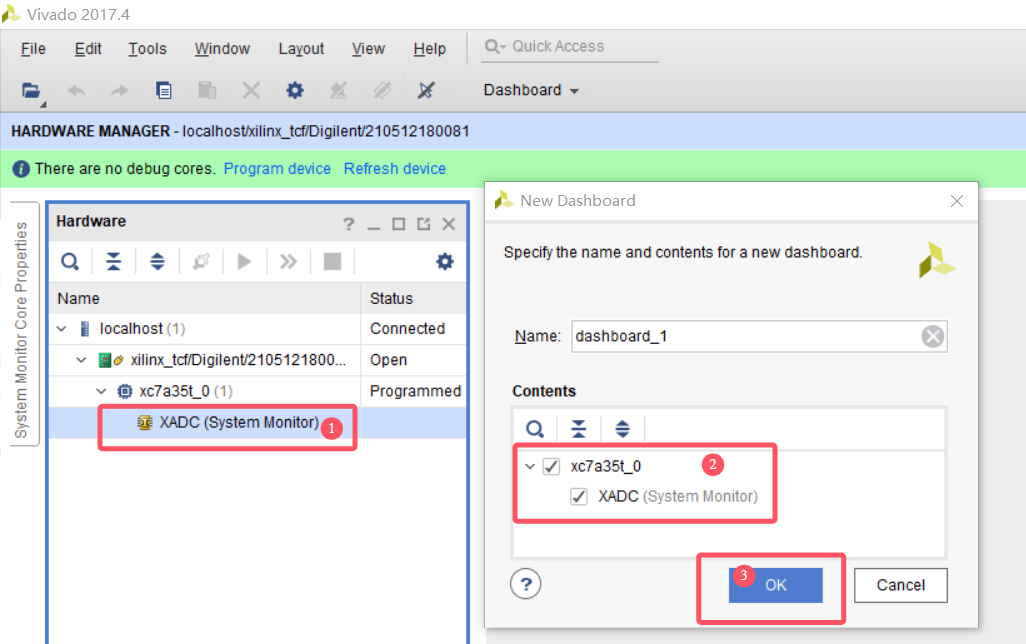 Vivado 2017.4
File Edit Tools Window Layout View Help Quick Access
Dashboard
HARDWARE MANAGER - localhost/xilinx_tcf/Digilent/210512180081
There are no debug cores. Program device Refresh device
System Monitor Core Properties
Hardware
?
Name Status
localhost (1) Connected
xilinx_tcf/Digilent/2105121800... Open
xc7a35t_0 (1) Programmed
XADC (System Monitor) 1
New Dashboard
Specify the name and contents for a new dashboard.
Name: dashboard_1
Contents
xc7a35t_0 2
XADC (System Monitor)
3
? OK Cancel